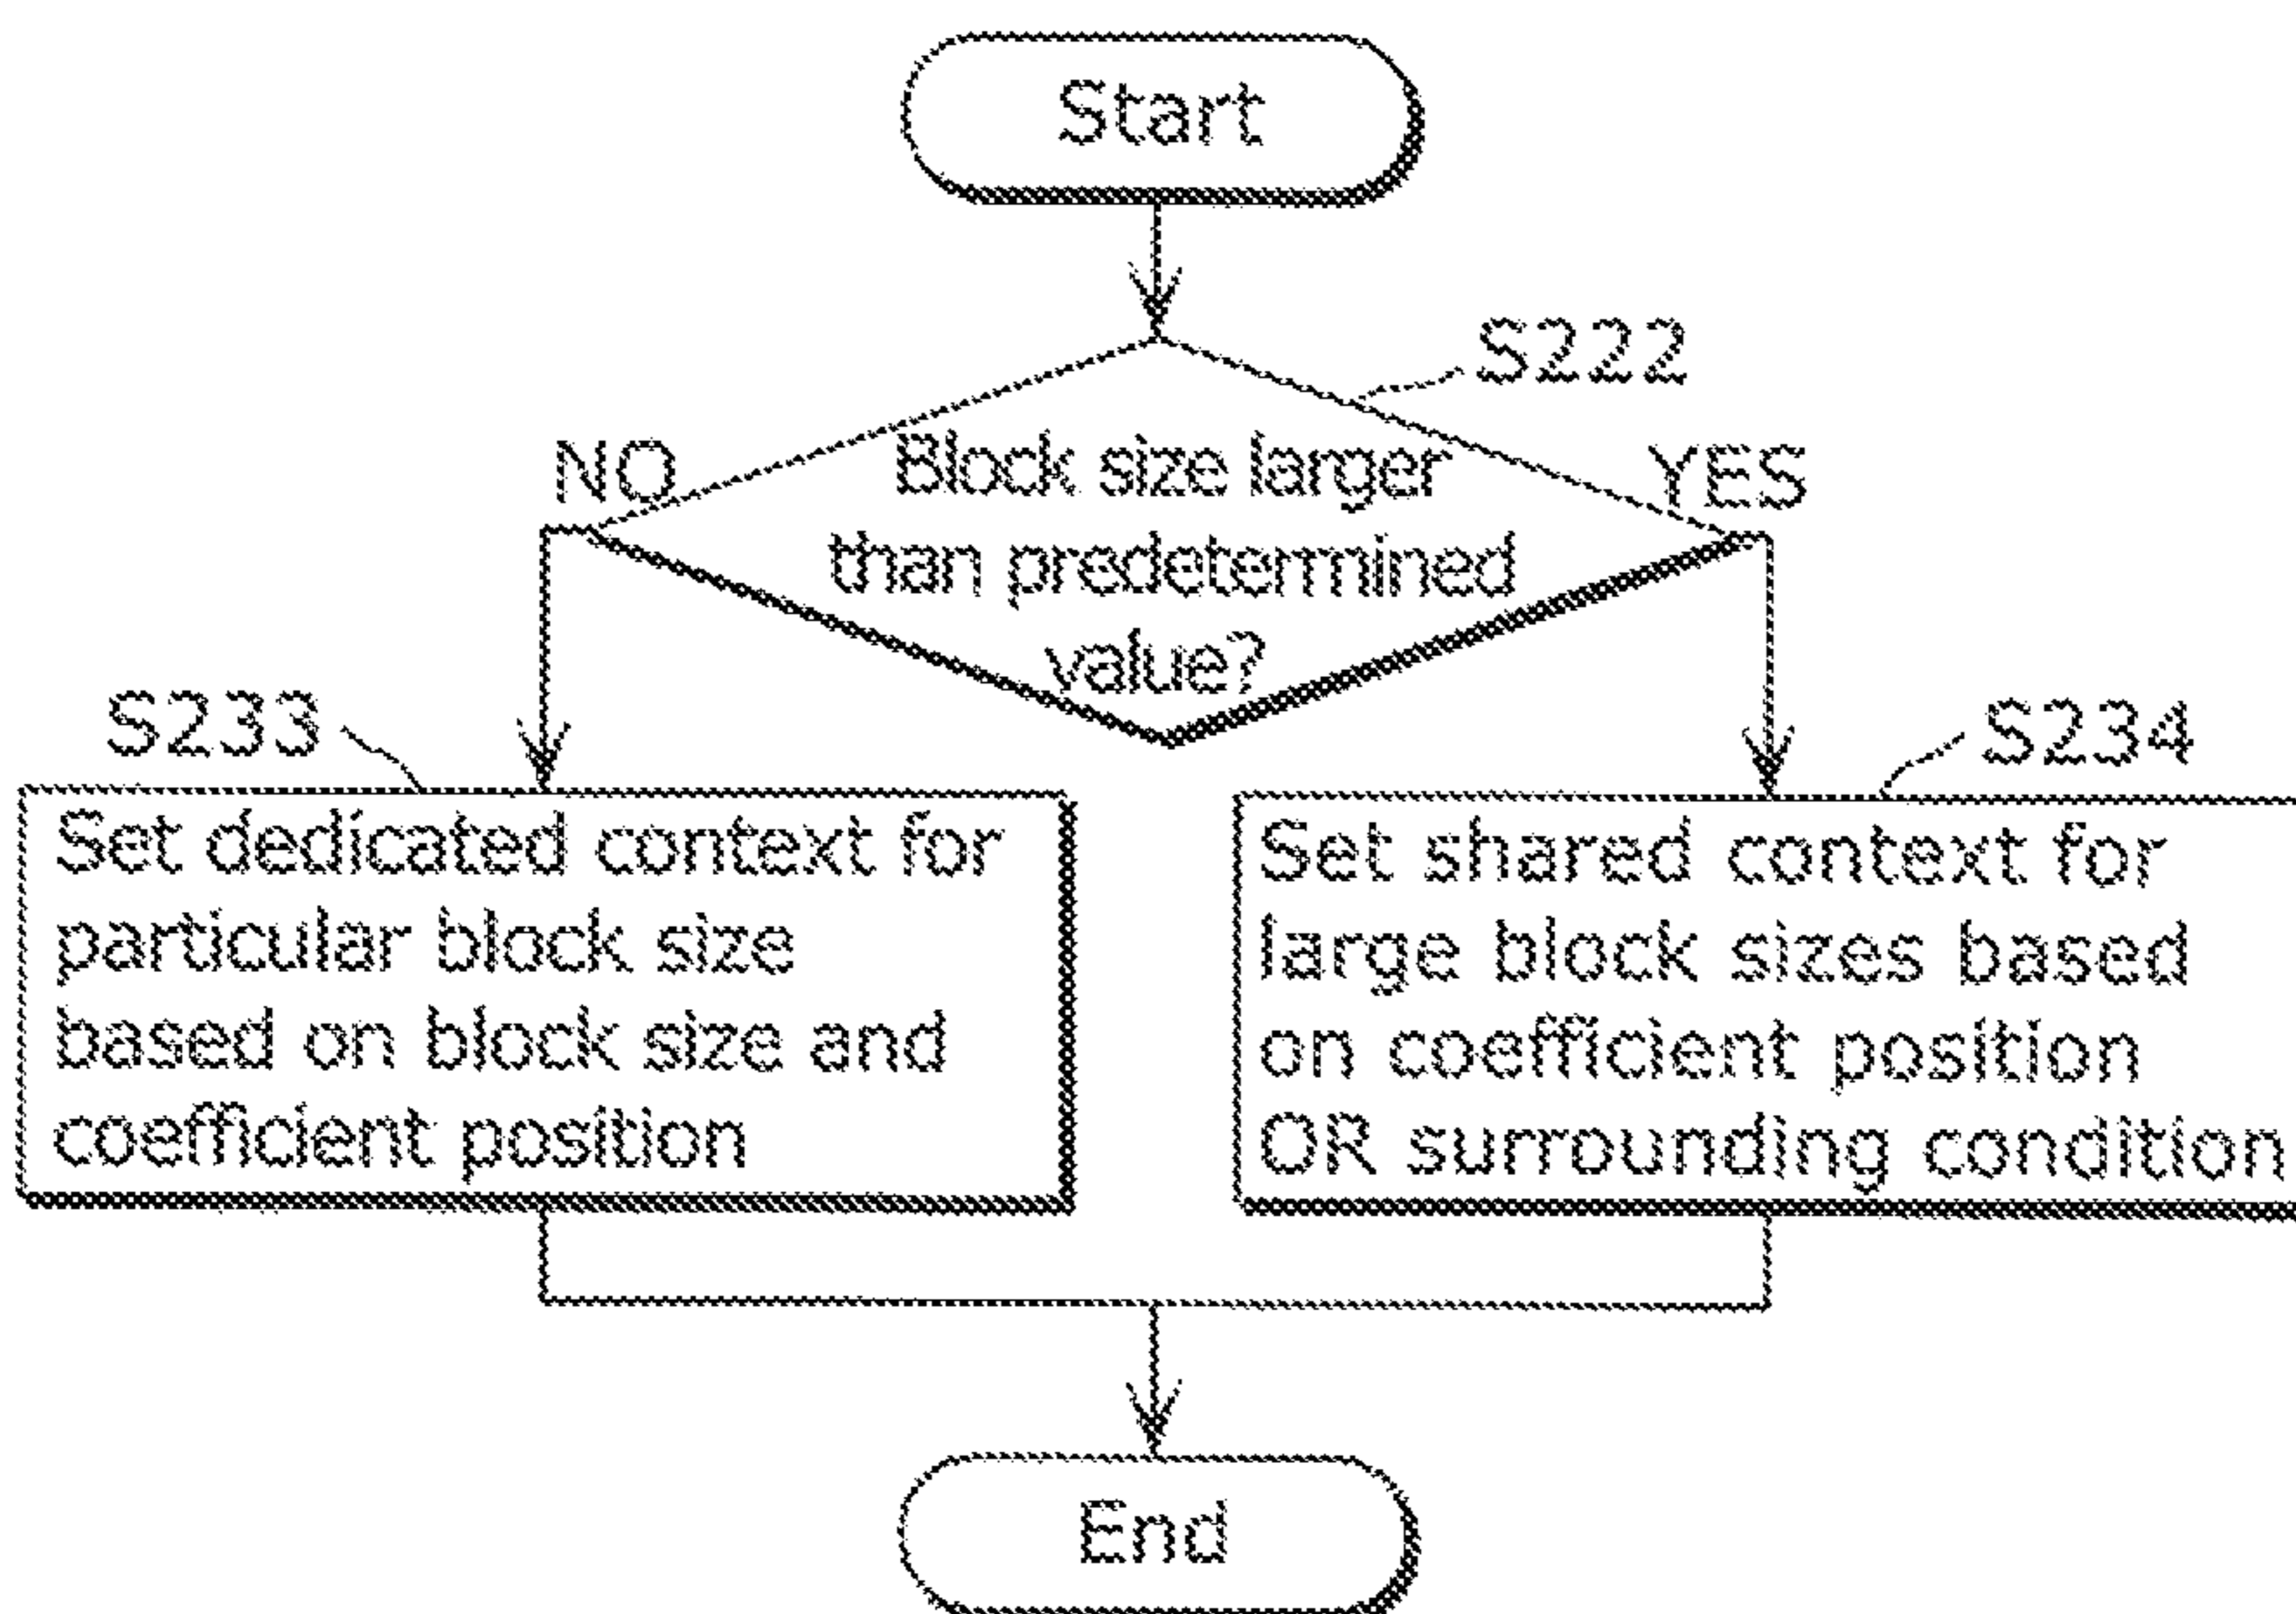 Start
S222
NO
YES
Block size larger
than predetermined
value?
S233
Set dedicated context for
particular block size
based on block size and
coefficient position
S234
Set shared context for
large block sizes based
on coefficient position
OR surrounding condition
End